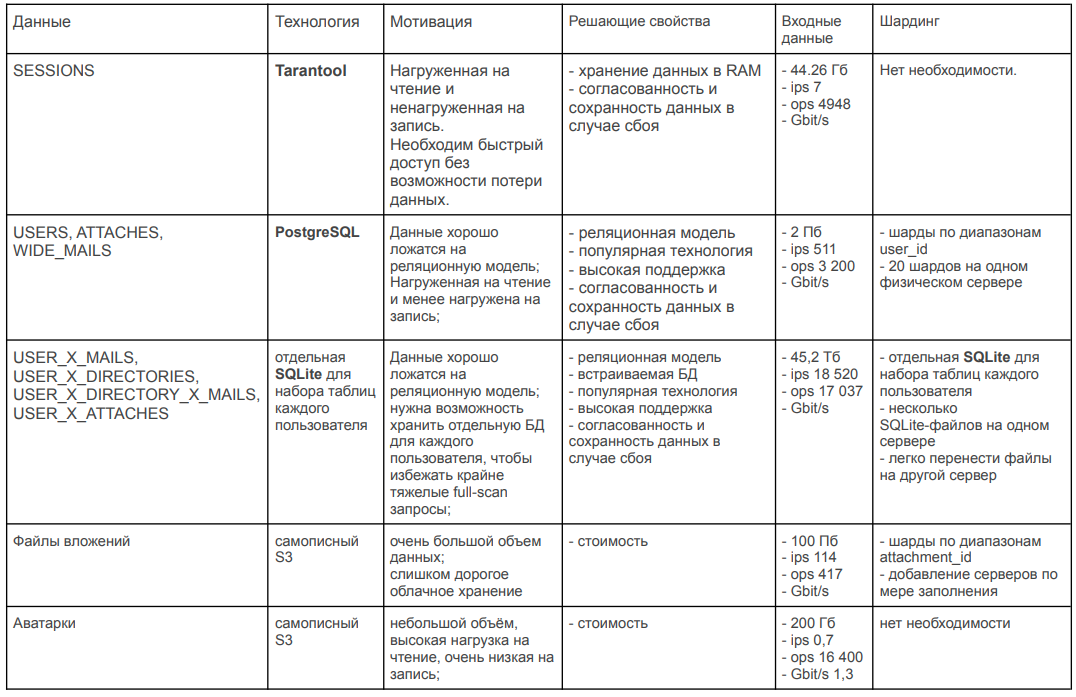 Данные
Технология
Мотивация
Решающие свойства
Входные
данные
Шардинг
SESSIONS
Tarantool
Нагруженная на
чтение и
ненагруженная на
запись.
Необходим быстрый
доступ без
возможности потери
данных.
- хранение данных в RAM
- согласованность и
сохранность данных в
случае сбоя
- 44.26 Гб
- ips 7
- ops 4948
- Gbit/s
Нет необходимости.
USERS, ATTACHES,
WIDE_MAILS
PostgreSQL
Данные хорошо
ложатся на
реляционную модель;
Нагруженная на чтение
и менее нагружена на
запись;
- реляционная модель
- популярная технология
- высокая поддержка
- согласованность и
сохранность данных в
случае сбоя
- 2 Пб
- ips 511
- ops 3 200
- Gbit/s
- шарды по диапазонам
user_id
- 20 шардов на одном
физическом сервере
USER_X_MAILS,
USER_X_DIRECTORIES,
USER_X_DIRECTORY_X_MAILS,
USER_X_ATTACHES
отдельная
SQLite для
набора таблиц
каждого
пользователя
Данные хорошо
ложатся на
реляционную модель;
нужна возможность
хранить отдельную БД
для каждого
пользователя, чтобы
избежать крайне
тяжелые full-scan
запросы;
- реляционная модель
- встраиваемая БД
- популярная технология
- высокая поддержка
- согласованность и
сохранность данных в
случае сбоя
- 45,2 Тб
- ips 18 520
- ops 17 037
- Gbit/s
- отдельная SQLite для
набора таблиц каждого
пользователя
- несколько
SQLite-файлов на одном
сервере
- легко перенести файлы
на другой сервер
Файлы вложений
самописный
S3
очень большой объем
данных;
слишком дорогое
облачное хранение
- стоимость
- 100 Пб
- ips 114
- ops 417
- Gbit/s
- шарды по диапазонам
attachment_id
- добавление серверов по
мере заполнения
Аватарки
самописный
S3
небольшой объём,
высокая нагрузка на
чтение, очень низкая на
запись;
- стоимость
- 200 Гб
- ips 0,7
- ops 16 400
- Gbit/s 1,3
нет необходимости